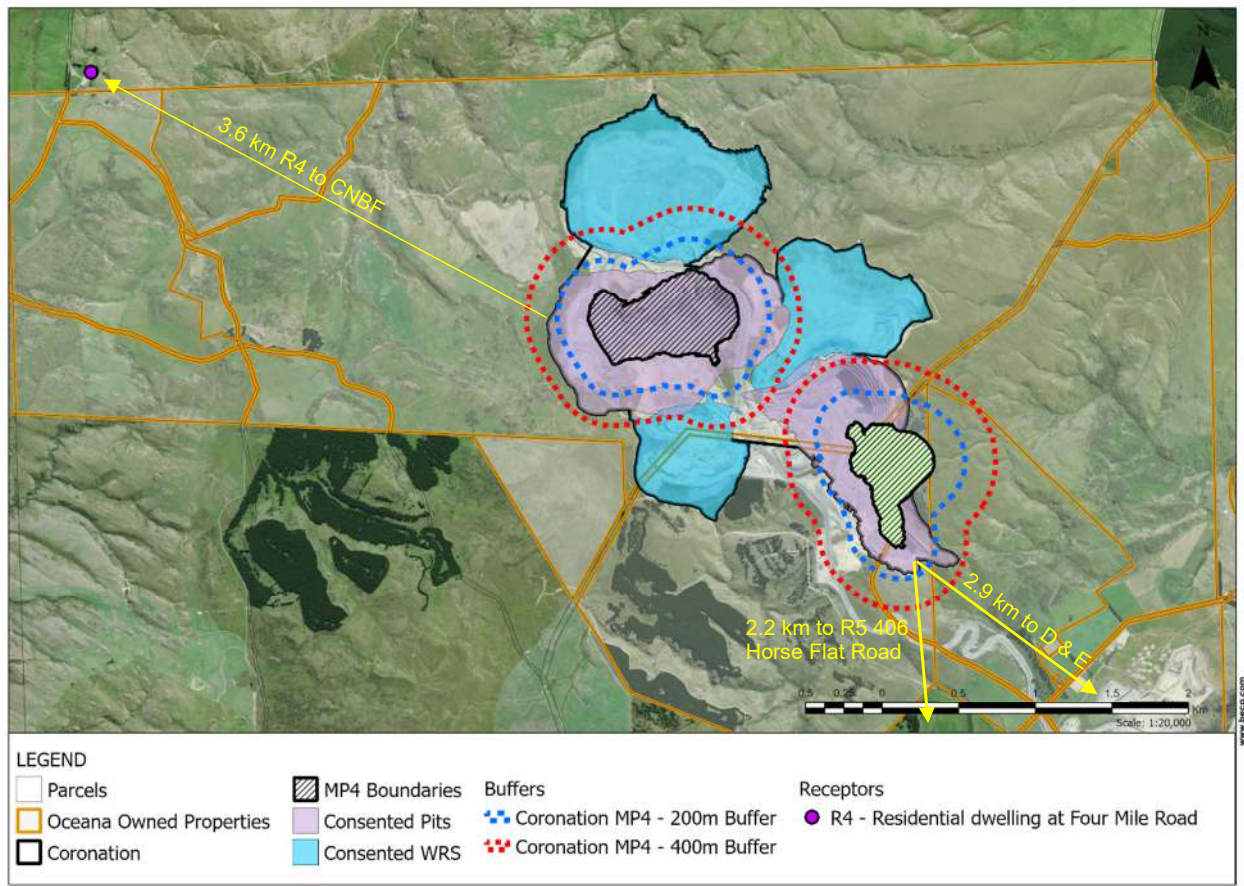 N
3.6 km R4 to CNBF
2.2 km to R5 406
Horse Flat Road
2.9 km to D & E
0.5 0.25 0 0.5 1 1.5 2
Km
Scale: 1:20,000
www.beca.com
LEGEND
Parcels
Oceana Owned Properties
Coronation
MP4 Boundaries
Consented Pits
Consented WRS
Buffers
Coronation MP4 - 200m Buffer
Coronation MP4 - 400m Buffer
Receptors
R4 - Residential dwelling at Four Mile Road